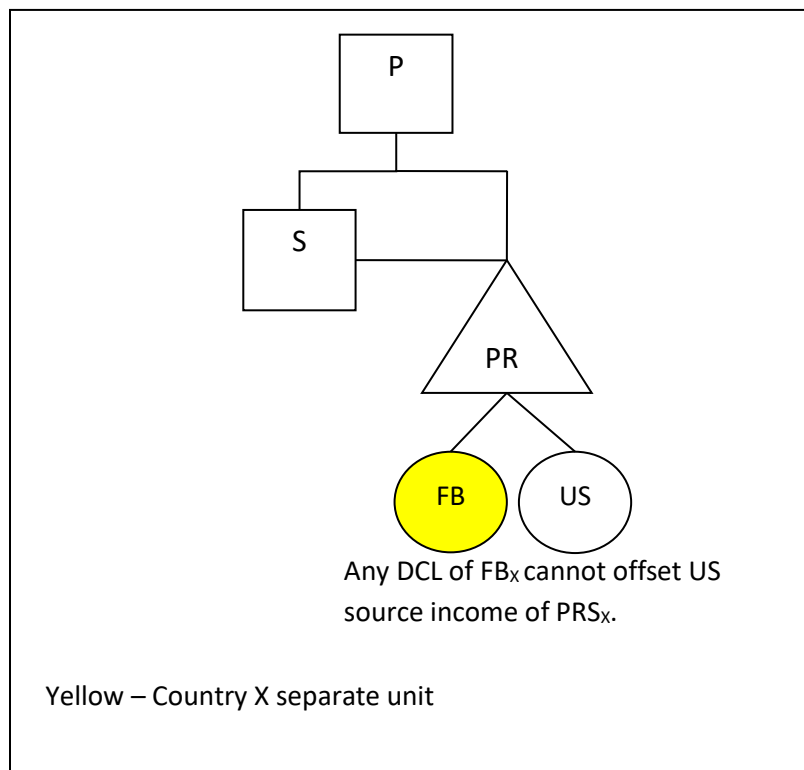 P
S
PR
FB
US
Any DCL of FBₓ cannot offset US
source income of PRSₓ.
Yellow – Country X separate unit